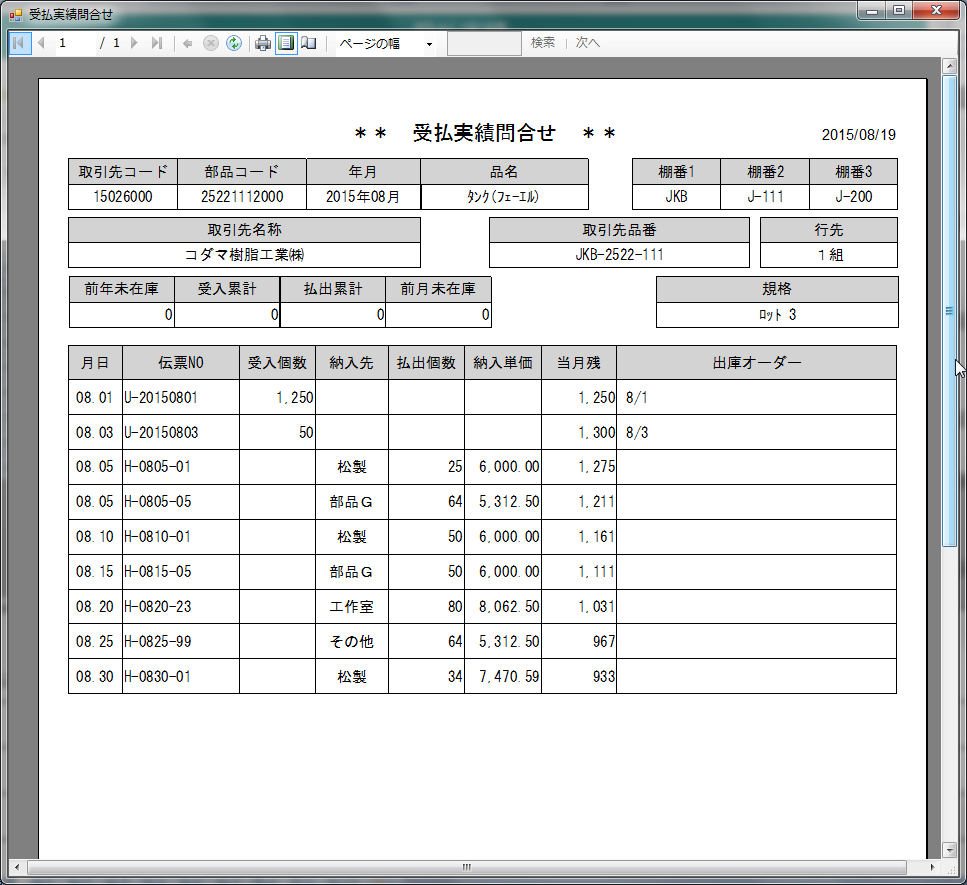 受払実績問合せ
1 / 1 ページの幅 検索 | 次へ
** 受払実績問合せ **
2015/08/19
取引先コード 部品コード 年月 品名 棚番1 棚番2 棚番3
15026000 25221112000 2015年08月 ﾀﾝｸ(ﾌｭｰｴﾙ) JKB J-111 J-200
取引先名称 取引先品番 行先
コダマ樹脂工業㈱ JKB-2522-111 1組
前年末在庫 受入累計 払出累計 前月末在庫 規格
0 0 0 0 ﾛｯﾄ 3
月日 伝票NO 受入個数 納入先 払出個数 納入単価 当月残 出庫オーダー
08.01 U-20150801 1,250 1,250 8/1
08.03 U-20150803 50 1,300 8/3
08.05 H-0805-01 松製 25 6,000.00 1,275
08.05 H-0805-05 部品G 64 5,312.50 1,211
08.10 H-0810-01 松製 50 6,000.00 1,161
08.15 H-0815-05 部品G 50 6,000.00 1,111
08.20 H-0820-23 工作室 80 8,062.50 1,031
08.25 H-0825-99 その他 64 5,312.50 967
08.30 H-0830-01 松製 34 7,470.59 933